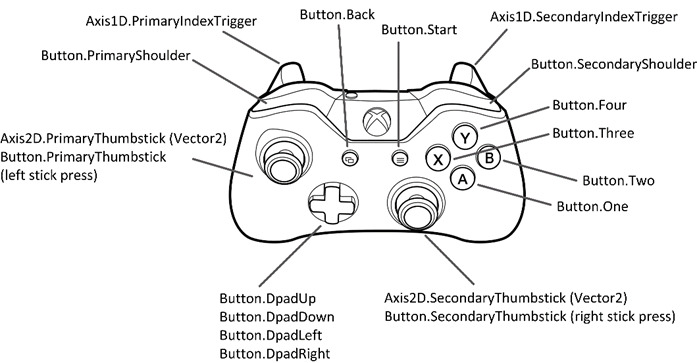 Axis1D.PrimaryIndexTrigger
Button.Back
Button.Start
Axis1D.SecondaryIndexTrigger
Button.PrimaryShoulder
Button.SecondaryShoulder
Button.Four
Button.Three
Axis2D.PrimaryThumbstick (Vector2)
Button.PrimaryThumbstick
(left stick press)
Y
X
B
A
Button.Two
Button.One
Button.DpadUp
Button.DpadDown
Button.DpadLeft
Button.DpadRight
Axis2D.SecondaryThumbstick (Vector2)
Button.SecondaryThumbstick (right stick press)